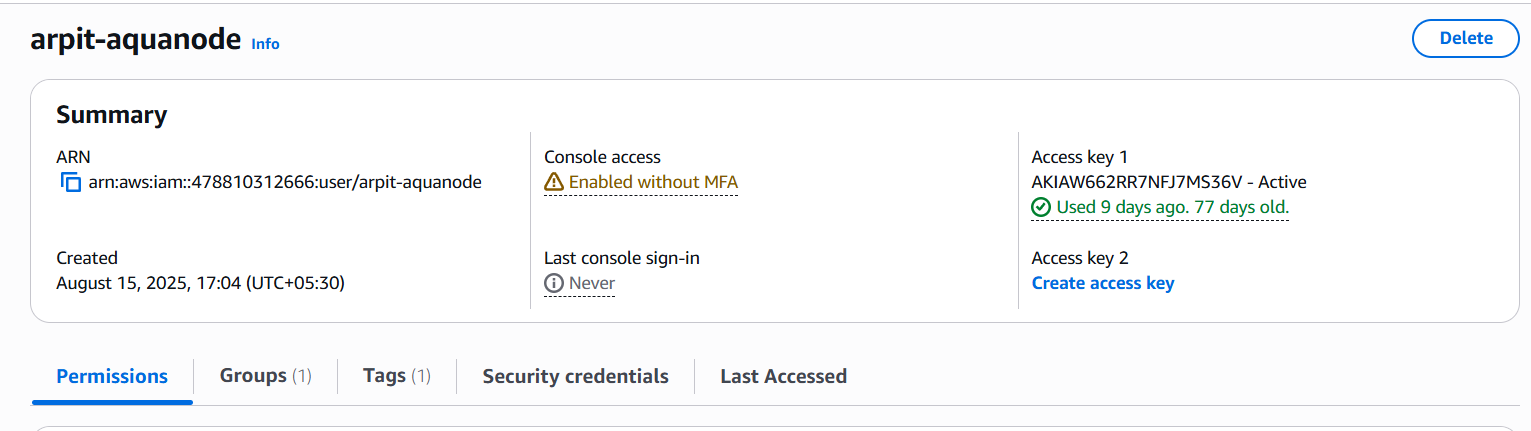 arpit-aquanode Info
Delete
Summary
ARN
arn:aws:iam::478810312666:user/arpit-aquanode
Created
August 15, 2025, 17:04 (UTC+05:30)
Console access
Enabled without MFA
Last console sign-in
Never
Access key 1
AKIAW662RR7NFJ7MS36V - Active
Used 9 days ago. 77 days old.
Access key 2
Create access key
Permissions
Groups (1)
Tags (1)
Security credentials
Last Accessed